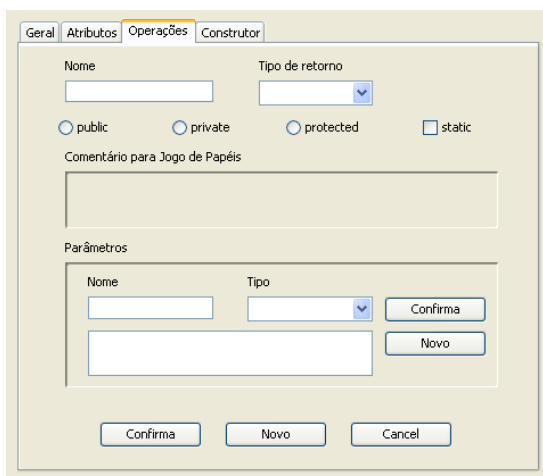 Geral Atributos Operações Construtor
Nome Tipo de retorno
public private protected static
Comentário para Jogo de Papéis
Parâmetros
Nome Tipo
Confirma
Novo
Confirma Novo Cancel